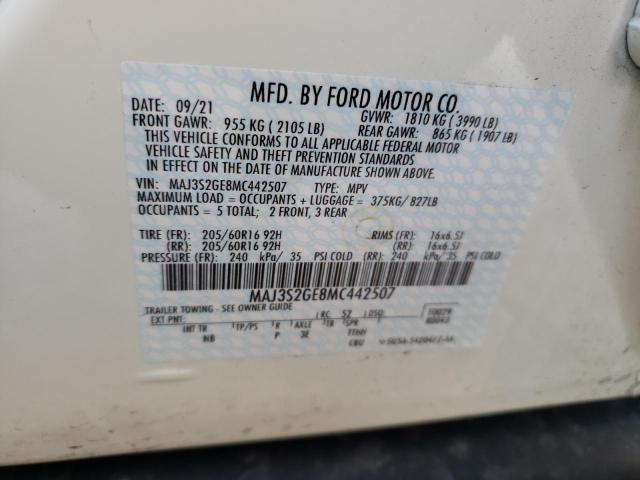 MFD. BY FORD MOTOR CO.
DATE: 09/21 GVWR: 1810 KG ( 3990 LB)
FRONT GAWR: 955 KG ( 2105 LB) REAR GAWR: 865 KG ( 1907 LB)
THIS VEHICLE CONFORMS TO ALL APPLICABLE FEDERAL MOTOR
VEHICLE SAFETY AND THEFT PREVENTION STANDARDS
IN EFFECT ON THE DATE OF MANUFACTURE SHOWN ABOVE.
VIN: MAJ3S2GE8MC442507 TYPE: MPV
MAXIMUM LOAD = OCCUPANTS + LUGGAGE = 375KG/ 827LB
OCCUPANTS = 5 TOTAL; 2 FRONT, 3 REAR
TIRE (FR): 205/60R16 92H RIMS (FR): 16x6.5J
(RR): 205/60R16 92H (RR): 16x6.5J
PRESSURE (FR): 240 kPa/ 35 PSI COLD (RR): 240 kPa/35 PSI COLD
MAJ3S2GE8MC442507
TRAILER TOWING - SEE OWNER GUIDE
EXT PNT: RC: 52 DSO:
INT TR TP/PS R AXLE TR SPR
NB P 3E
CBU